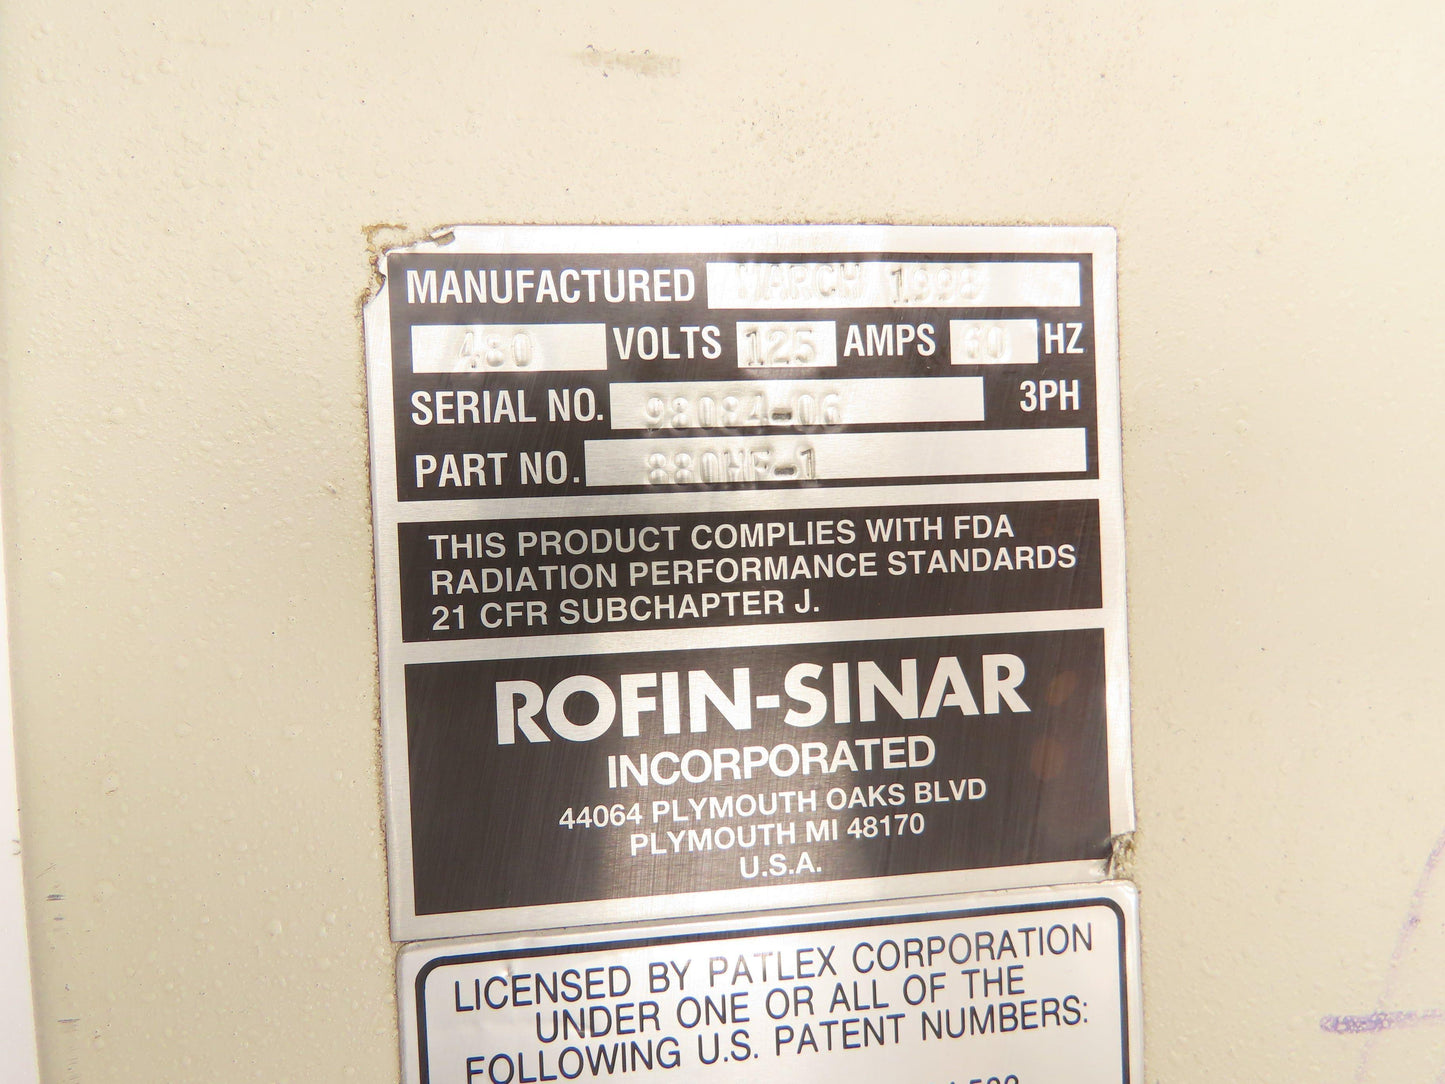 MANUFACTURED MARCH 1998
480 VOLTS 125 AMPS 60 HZ
SERIAL NO. 98084-06 3PH
PART NO. 880HF-1
THIS PRODUCT COMPLIES WITH FDA
RADIATION PERFORMANCE STANDARDS
21 CFR SUBCHAPTER J.
ROFIN-SINAR
INCORPORATED
44064 PLYMOUTH OAKS BLVD
PLYMOUTH MI 48170
U.S.A.
LICENSED BY PATLEX CORPORATION
UNDER ONE OR ALL OF THE
FOLLOWING U.S. PATENT NUMBERS: